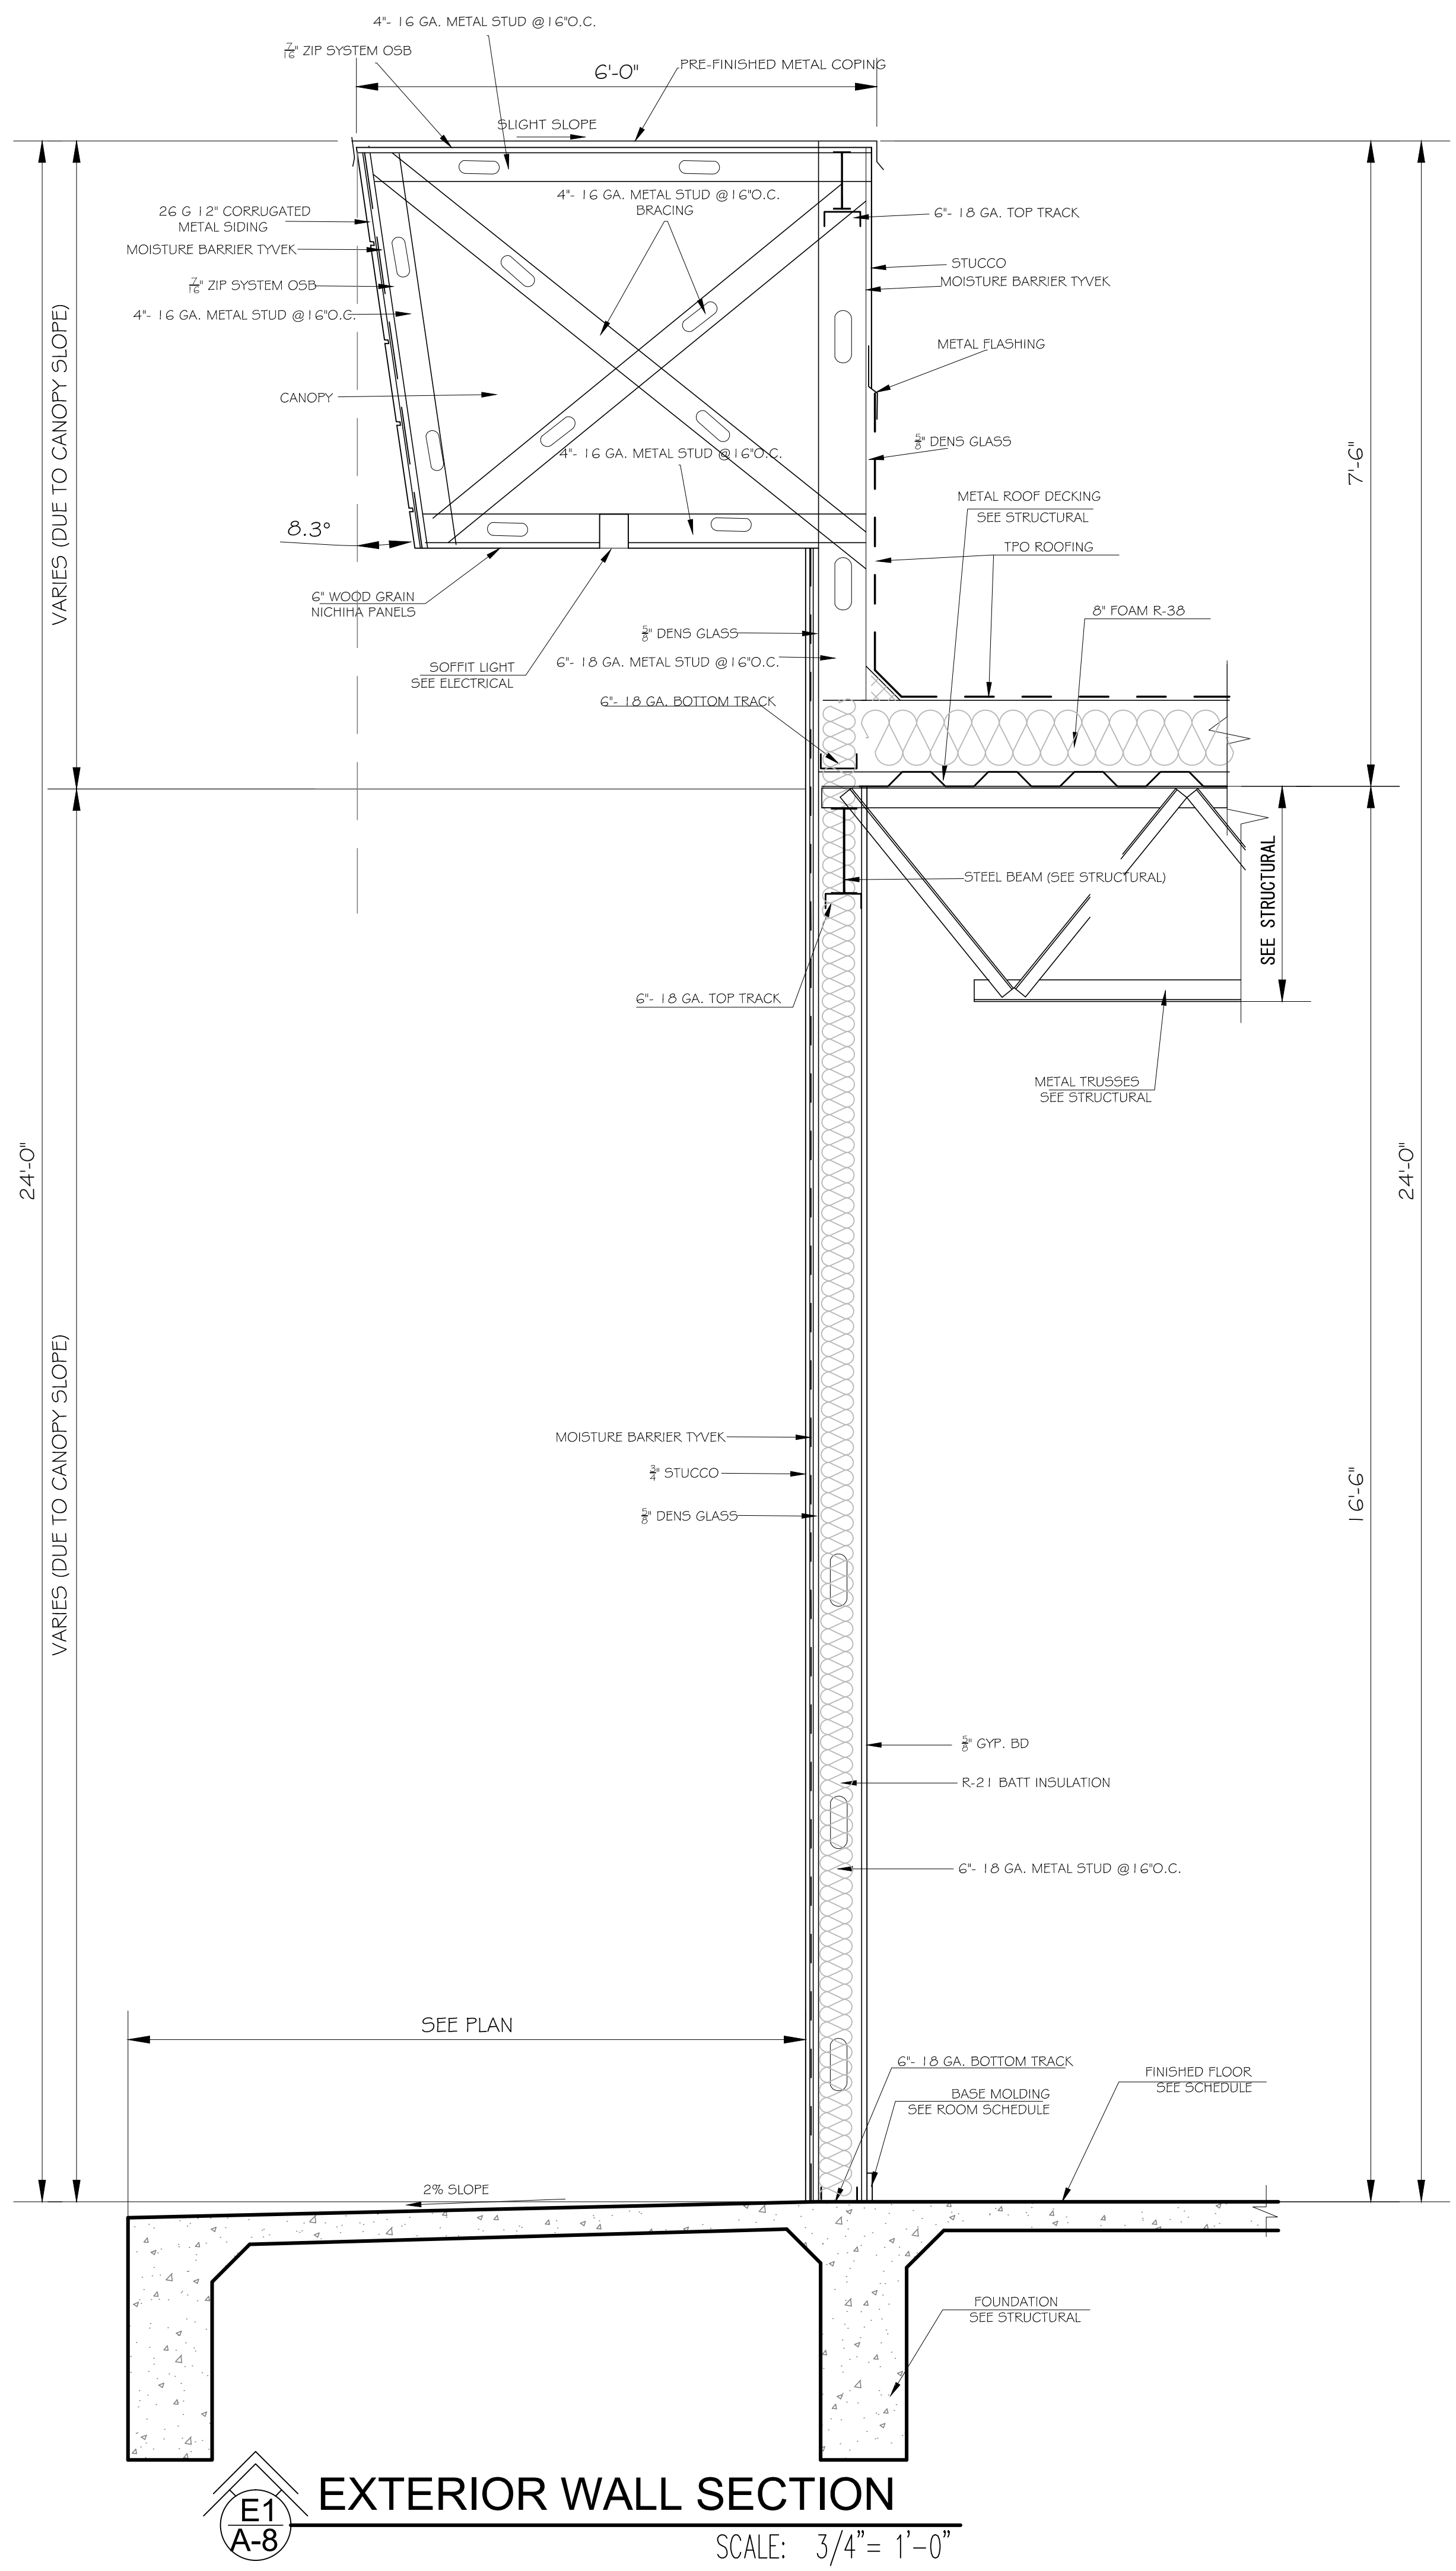 4"- 16 GA. METAL STUD @16"O.C.
7/16" ZIP SYSTEM OSB
6'-0"
PRE-FINISHED METAL COPING
SLIGHT SLOPE
4"- 16 GA. METAL STUD @16"O.C.
BRACING
26 G 12" CORRUGATED
METAL SIDING
6"- 18 GA. TOP TRACK
MOISTURE BARRIER TYVEK
STUCCO
MOISTURE BARRIER TYVEK
7/16" ZIP SYSTEM OSB
4"- 16 GA. METAL STUD @16"O.C.
METAL FLASHING
CANOPY
VARIES (DUE TO CANOPY SLOPE)
5/8" DENS GLASS
4"- 16 GA. METAL STUD @16"O.C.
7'-6"
METAL ROOF DECKING
SEE STRUCTURAL
8.3°
TPO ROOFING
6" WOOD GRAIN
NICHIHA PANELS
8" FOAM R-38
5/8" DENS GLASS
SOFFIT LIGHT
SEE ELECTRICAL
6"- 18 GA. METAL STUD @16"O.C.
6"- 18 GA. BOTTOM TRACK
STEEL BEAM (SEE STRUCTURAL)
SEE STRUCTURAL
6"- 18 GA. TOP TRACK
METAL TRUSSES
SEE STRUCTURAL
24'-0"
24'-0"
VARIES (DUE TO CANOPY SLOPE)
MOISTURE BARRIER TYVEK
3/4" STUCCO
5/8" DENS GLASS
16'-6"
5/8" GYP. BD
R-21 BATT INSULATION
6"- 18 GA. METAL STUD @16"O.C.
SEE PLAN
6"- 18 GA. BOTTOM TRACK
BASE MOLDING
SEE ROOM SCHEDULE
FINISHED FLOOR
SEE SCHEDULE
2% SLOPE
FOUNDATION
SEE STRUCTURAL
E1
A-8
EXTERIOR WALL SECTION
SCALE: 3/4"= 1'-0"